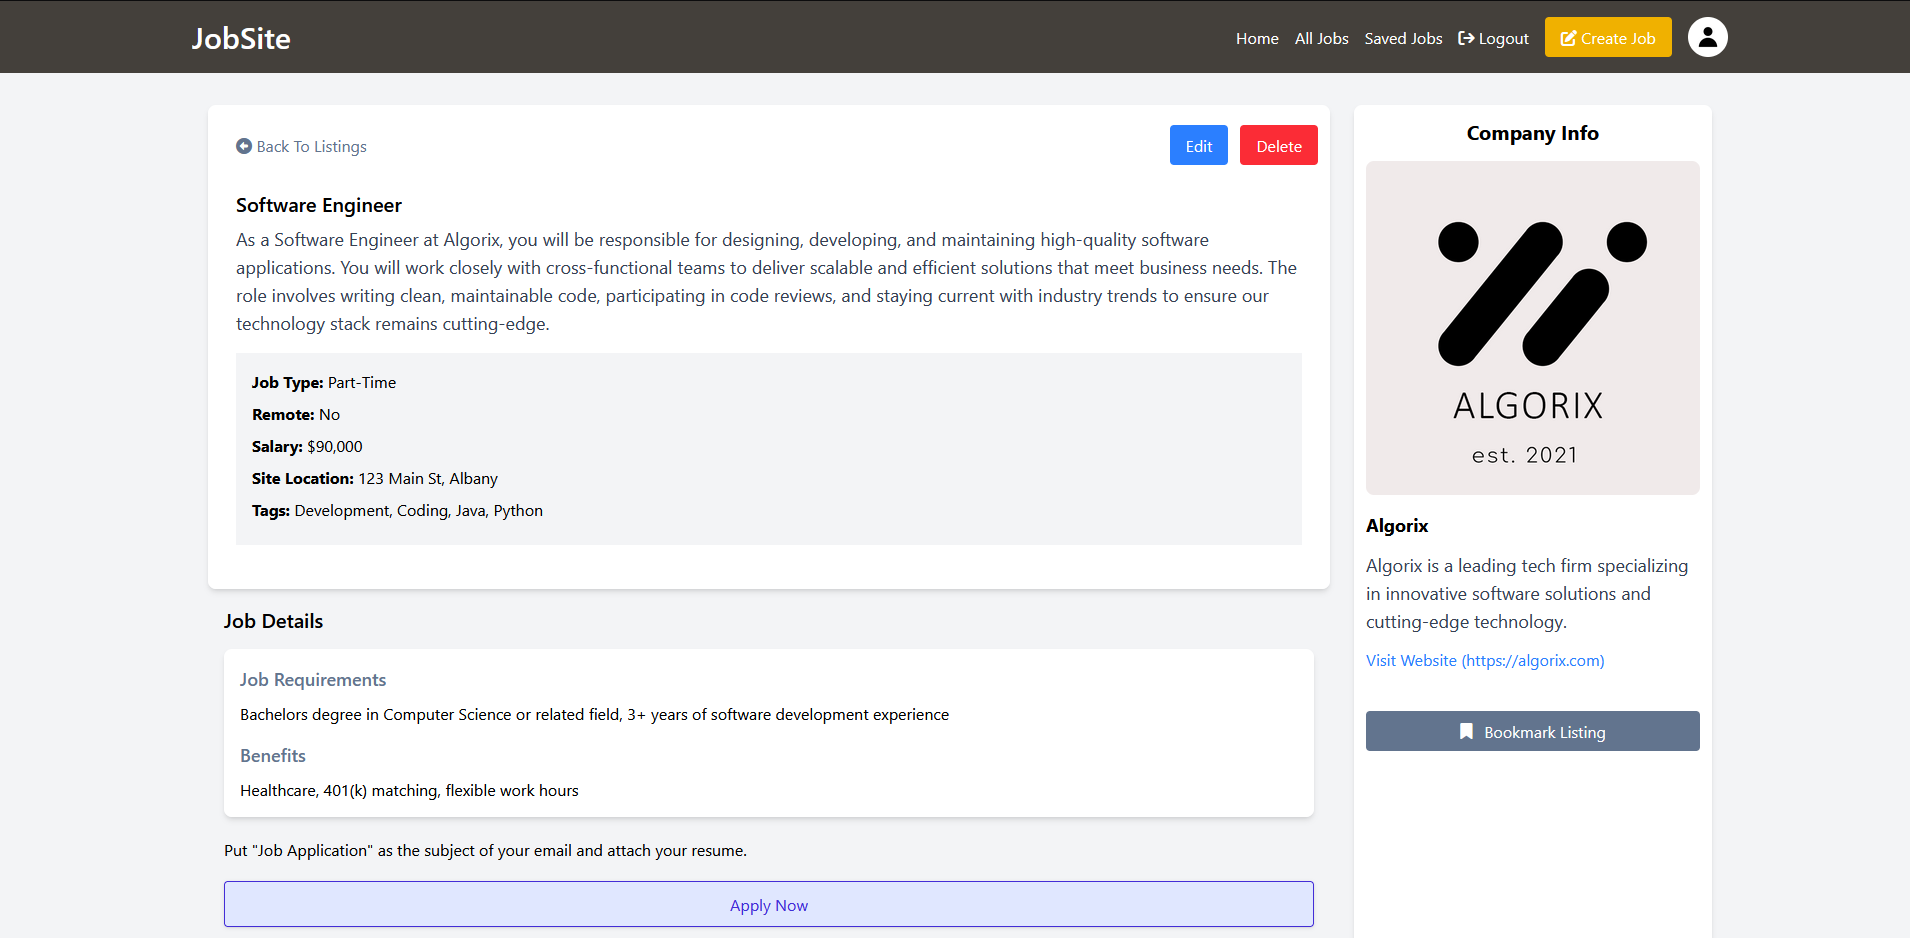 JobSite
Home
All Jobs
Saved Jobs
Logout
Create Job
Back To Listings
Edit
Delete
Software Engineer
As a Software Engineer at Algorix, you will be responsible for designing, developing, and maintaining high-quality software
applications. You will work closely with cross-functional teams to deliver scalable and efficient solutions that meet business needs. The
role involves writing clean, maintainable code, participating in code reviews, and staying current with industry trends to ensure our
technology stack remains cutting-edge.
Job Type: Part-Time
Remote: No
Salary: $90,000
Site Location: 123 Main St, Albany
Tags: Development, Coding, Java, Python
Job Details
Job Requirements
Bachelors degree in Computer Science or related field, 3+ years of software development experience
Benefits
Healthcare, 401(k) matching, flexible work hours
Put "Job Application" as the subject of your email and attach your resume.
Apply Now
Company Info
ALGORIX
est. 2021
Algorix
Algorix is a leading tech firm specializing
in innovative software solutions and
cutting-edge technology.
Visit Website (https://algorix.com)
Bookmark Listing